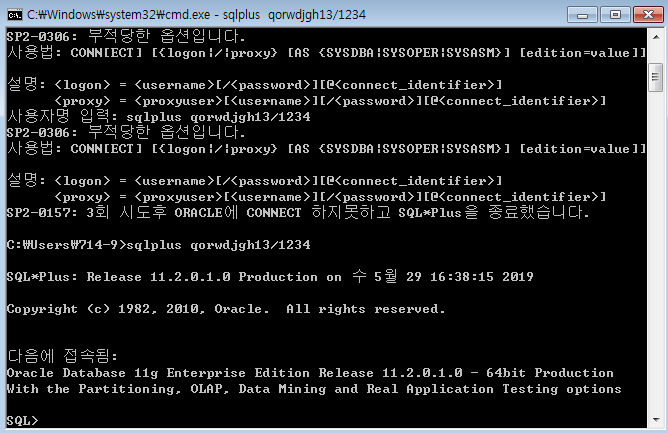 C:₩Windows₩system32₩cmd.exe - sqlplus  qorwdjgh13/1234
SP2-0306: 부적당한 옵션입니다.
사용법: CONN[ECT] [{logon|/|proxy} [AS {SYSDBA|SYSOPER|SYSASM}] [edition=value]]
설명: <logon> = <username>[/<password>][@<connect_identifier>]
<proxy> = <proxyuser>[<username>][/<password>][@<connect_identifier>]
사용자명 입력: sqlplus qorwdjgh13/1234
SP2-0306: 부적당한 옵션입니다.
사용법: CONN[ECT] [{logon|/|proxy} [AS {SYSDBA|SYSOPER|SYSASM}] [edition=value]]
설명: <logon> = <username>[/<password>][@<connect_identifier>]
<proxy> = <proxyuser>[<username>][/<password>][@<connect_identifier>]
SP2-0157: 3회 시도후 ORACLE에 CONNECT 하지못하고 SQL*Plus을 종료했습니다.
C:₩Users₩714-9>sqlplus qorwdjgh13/1234
SQL*Plus: Release 11.2.0.1.0 Production on 수 5월 29 16:38:15 2019
Copyright (c) 1982, 2010, Oracle.  All rights reserved.
다음에 접속됨:
Oracle Database 11g Enterprise Edition Release 11.2.0.1.0 - 64bit Production
With the Partitioning, OLAP, Data Mining and Real Application Testing options
SQL>